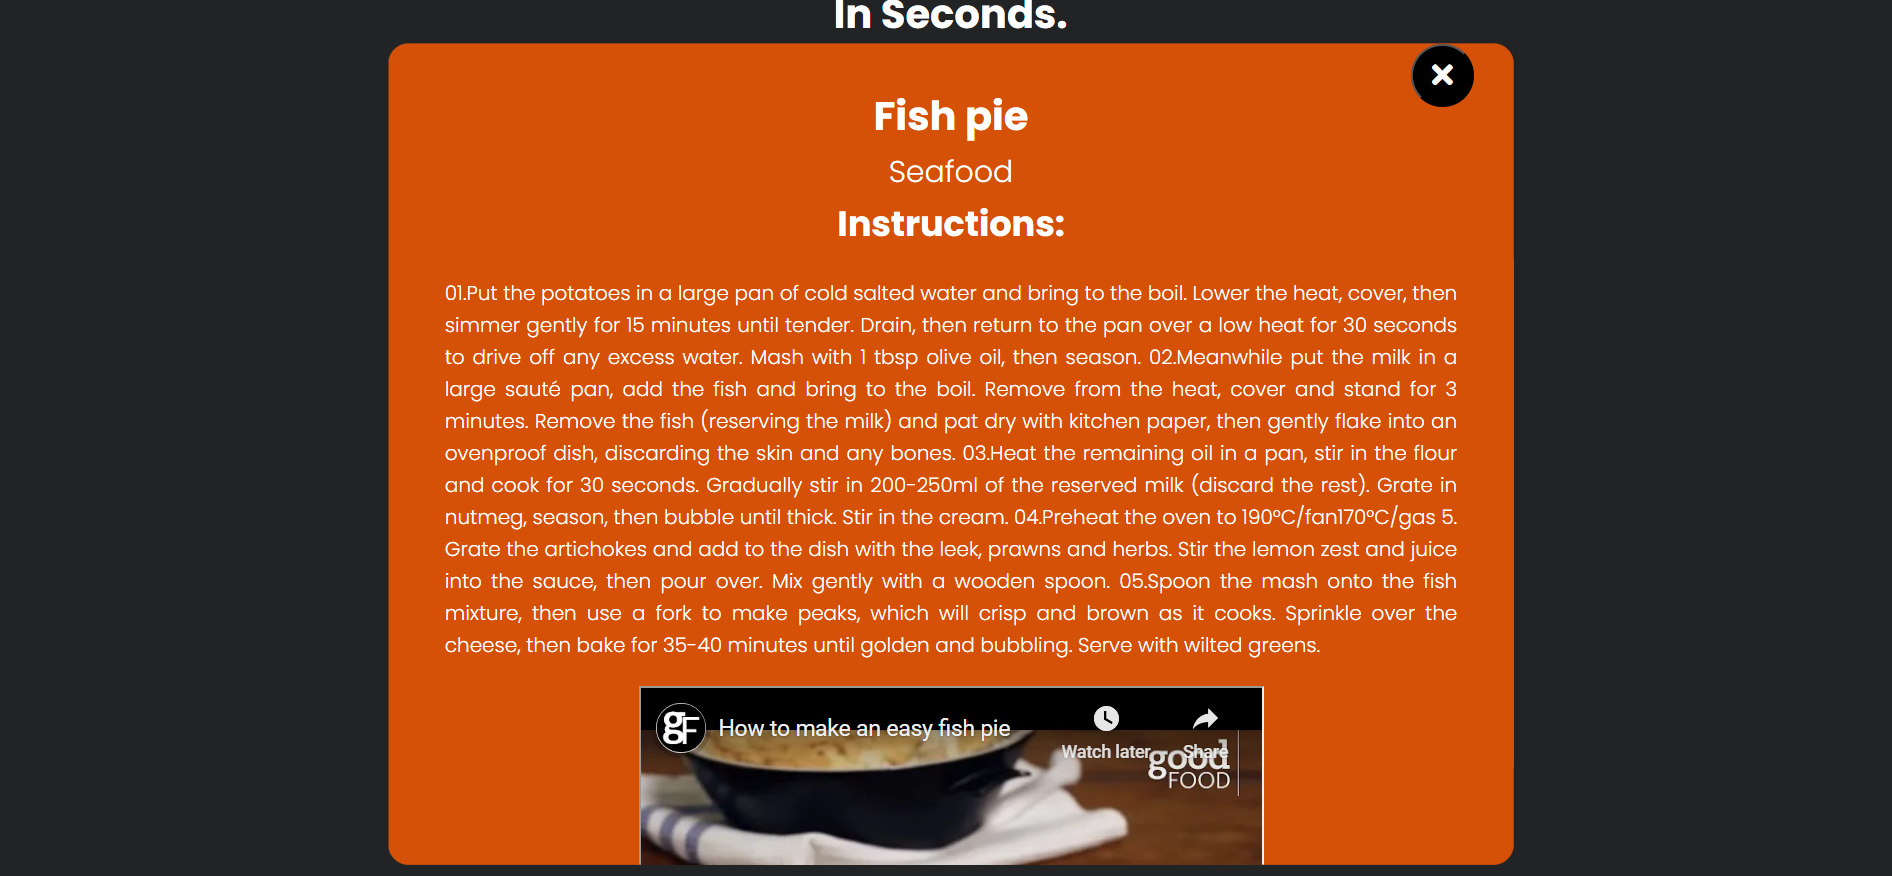 In Seconds.
Fish pie
Seafood
Instructions:
01.Put the potatoes in a large pan of cold salted water and bring to the boil. Lower the heat, cover, then
simmer gently for 15 minutes until tender. Drain, then return to the pan over a low heat for 30 seconds
to drive off any excess water. Mash with 1 tbsp olive oil, then season. 02.Meanwhile put the milk in a
large sauté pan, add the fish and bring to the boil. Remove from the heat, cover and stand for 3
minutes. Remove the fish (reserving the milk) and pat dry with kitchen paper, then gently flake into an
ovenproof dish, discarding the skin and any bones. 03.Heat the remaining oil in a pan, stir in the flour
and cook for 30 seconds. Gradually stir in 200-250ml of the reserved milk (discard the rest). Grate in
nutmeg, season, then bubble until thick. Stir in the cream. 04.Preheat the oven to 190°C/fan170°C/gas 5.
Grate the artichokes and add to the dish with the leek, prawns and herbs. Stir the lemon zest and juice
into the sauce, then pour over. Mix gently with a wooden spoon. 05.Spoon the mash onto the fish
mixture, then use a fork to make peaks, which will crisp and brown as it cooks. Sprinkle over the
cheese, then bake for 35-40 minutes until golden and bubbling. Serve with wilted greens.
gF
How to make an easy fish pie
Watch later
Share
good
FOOD